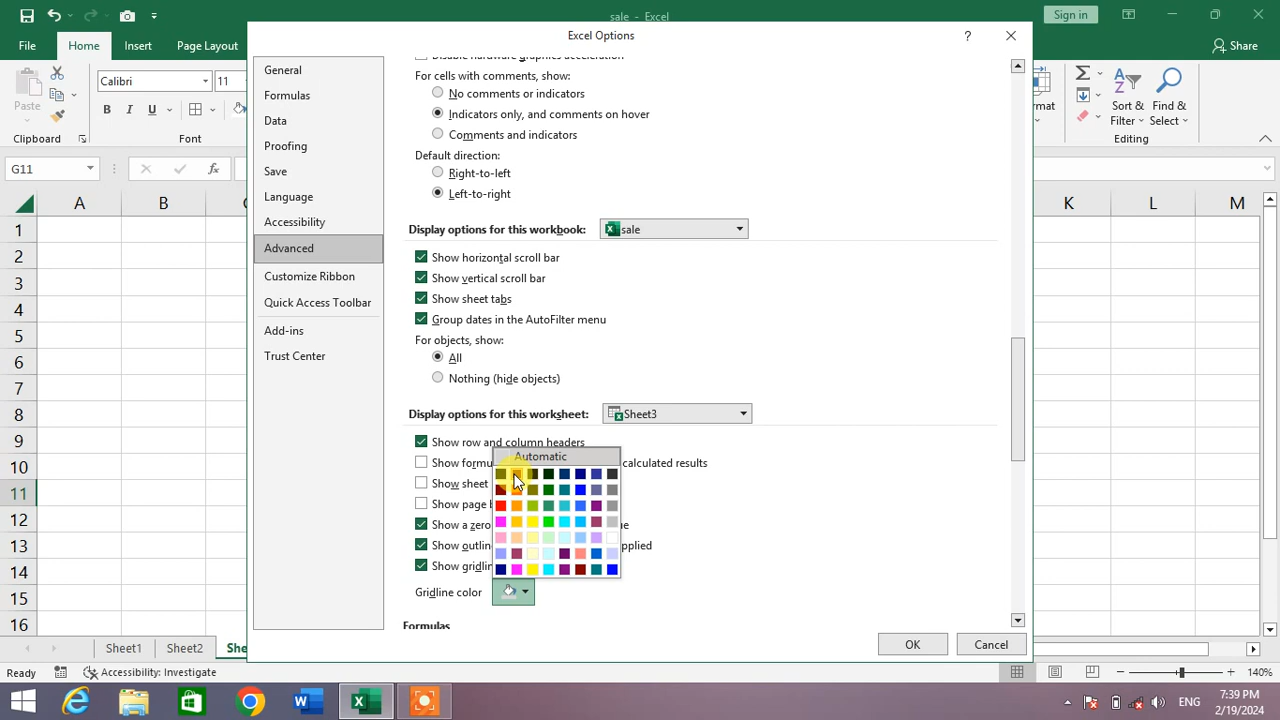 sale - Excel
Sign in
File
Home
Insert
Page Layout
Share
Calibri
11
Paste
B I U
Clipboard
Font
Sort &
Filter
Find &
Select
Editing
G11
Excel Options
?
General
Formulas
Data
Proofing
Save
Language
Accessibility
Advanced
Customize Ribbon
Quick Access Toolbar
Add-ins
Trust Center
Disable hardware graphics acceleration
For cells with comments, show:
No comments or indicators
Indicators only, and comments on hover
Comments and indicators
Default direction:
Right-to-left
Left-to-right
Display options for this workbook: sale
Show horizontal scroll bar
Show vertical scroll bar
Show sheet tabs
Group dates in the AutoFilter menu
For objects, show:
All
Nothing (hide objects)
Display options for this worksheet: Sheet3
Show row and column headers
Automatic
Show formu calculated results
Show sheet
Show page b
Show a zero
Show outlin pplied
Show gridlin
Gridline color
Formulas
OK
Cancel
A B K L M
1
2
3
4
5
6
7
8
9
10
11
12
13
14
15
16
Sheet1 Sheet2 She
Ready
Accessibility: Investigate
100%
ENG
7:39 PM
2/19/2024